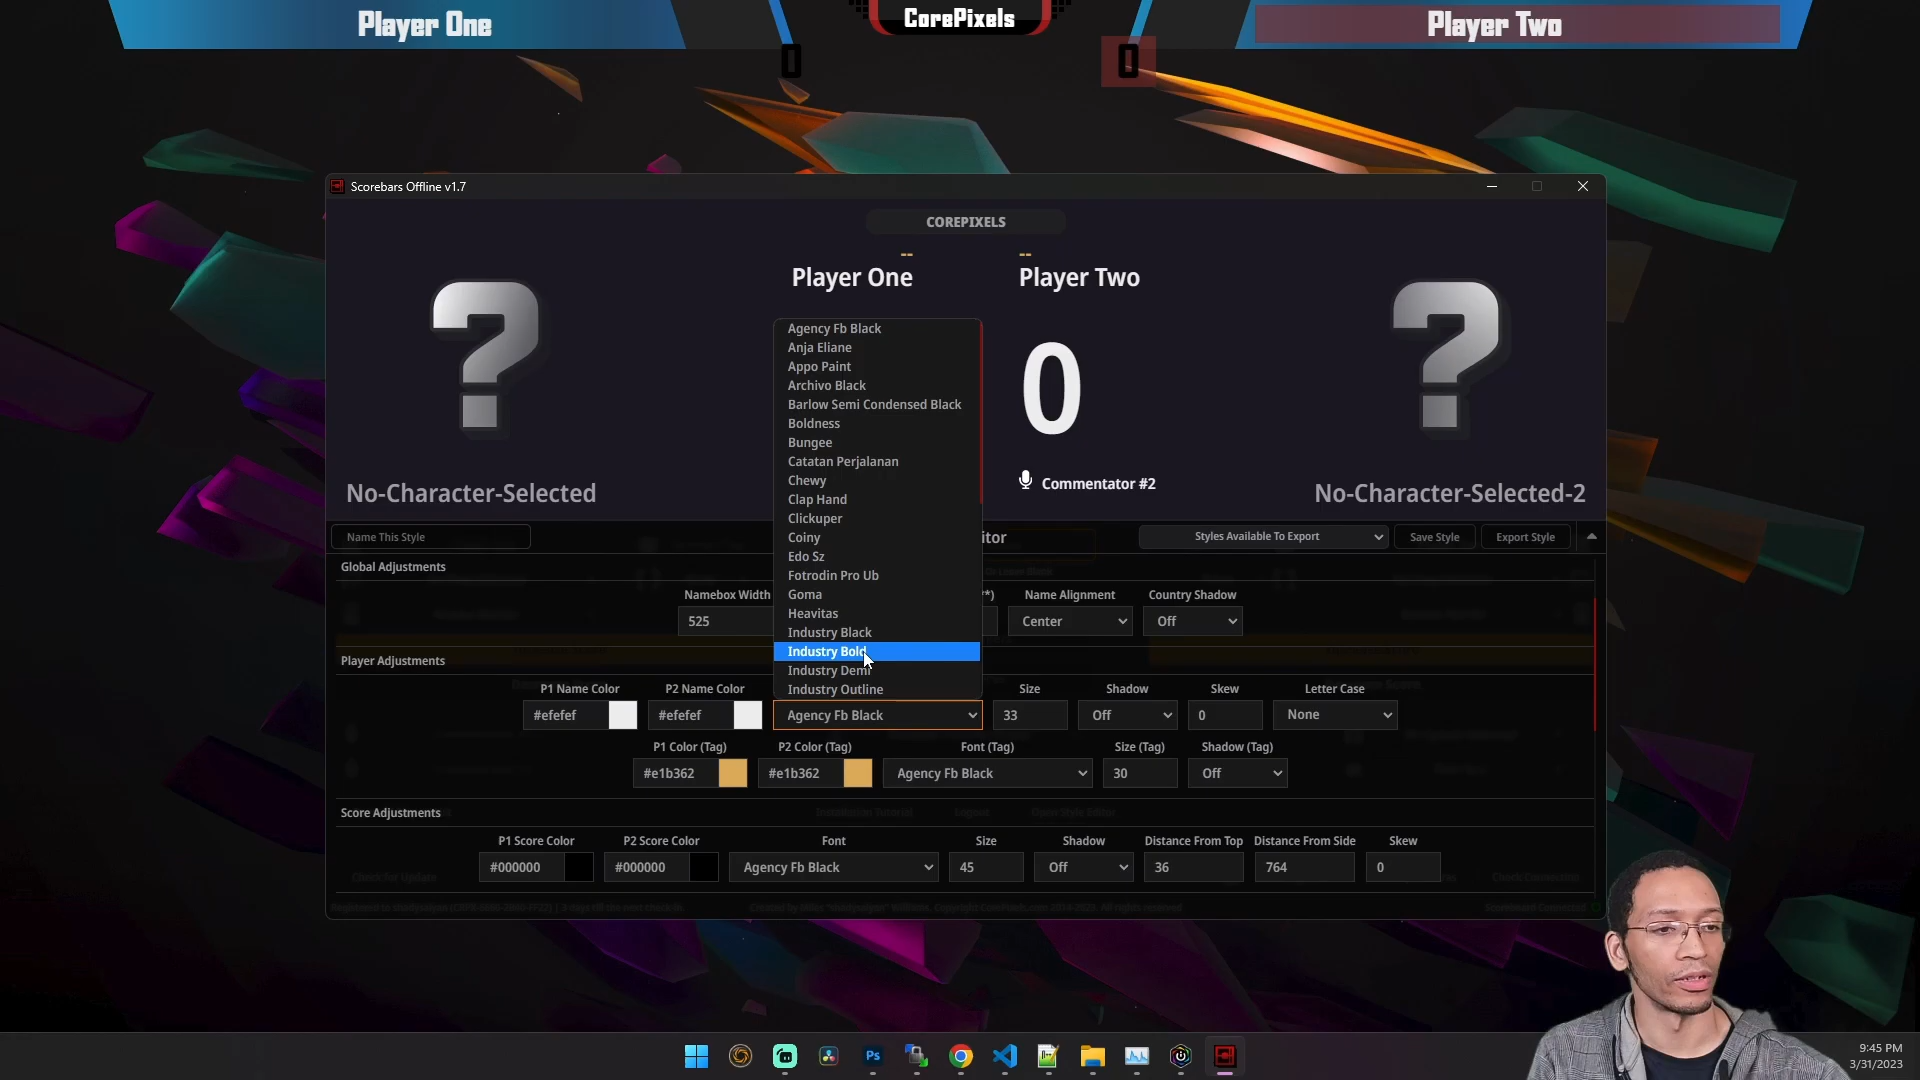 Player One
CorePixels
Player Two
0
0
Scorebars Offline v1.7
COREPIXELS
--
--
Player One
Player Two
0
Commentator #2
No-Character-Selected
No-Character-Selected-2
Agency Fb Black
Anja Eliane
Appo Paint
Archivo Black
Barlow Semi Condensed Black
Boldness
Bungee
Catatan Perjalanan
Chewy
Clap Hand
Clickuper
Coiny
Edo Sz
Fotrodin Pro Ub
Goma
Heavitas
Industry Black
Industry Bold
Industry Demi
Industry Outline
Name This Style
itor
Styles Available To Export
Save Style
Export Style
Global Adjustments
Namebox Width
*)
Name Alignment
Country Shadow
525
Center
Off
Player Adjustments
P1 Name Color
P2 Name Color
Size
Shadow
Skew
Letter Case
#efefef
#efefef
Agency Fb Black
33
Off
0
None
P1 Color (Tag)
P2 Color (Tag)
Font (Tag)
Size (Tag)
Shadow (Tag)
#e1b362
#e1b362
Agency Fb Black
30
Off
Score Adjustments
P1 Score Color
P2 Score Color
Font
Size
Shadow
Distance From Top
Distance From Side
Skew
#000000
#000000
Agency Fb Black
45
Off
36
764
0
Check For Update
Ps
9:45 PM
3/31/2023